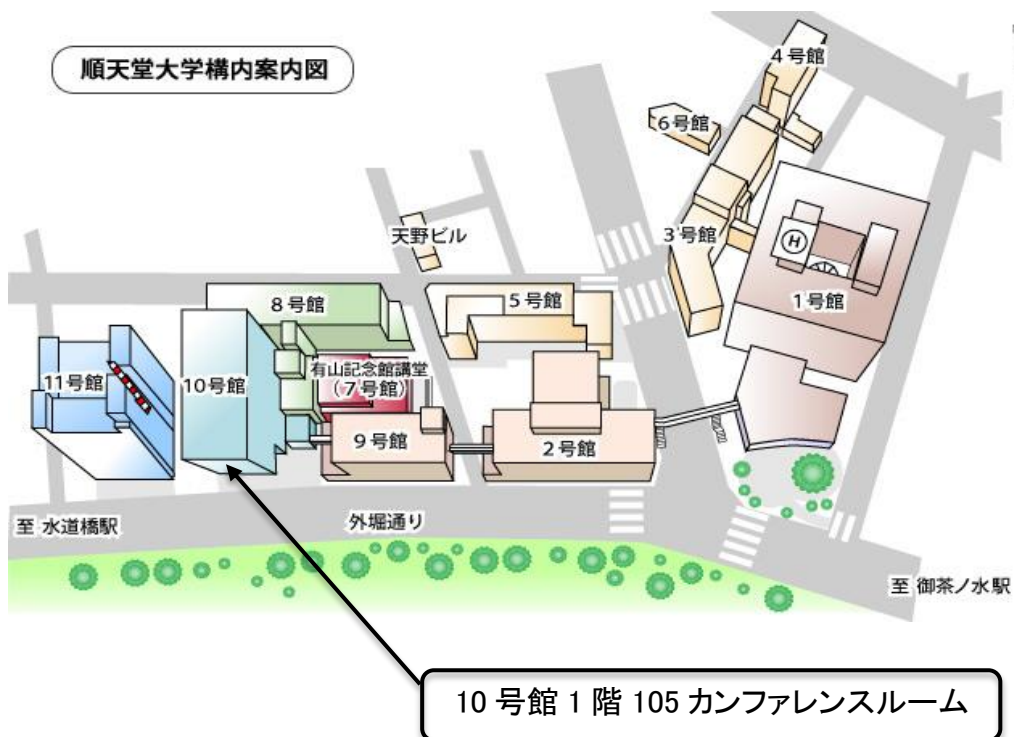 順天堂大学構内案内図
4号館
6号館
天野ビル
3号館
H
1号館
8号館
5号館
有山記念館講堂
(7号館)
11号館
10号館
9号館
2号館
至 水道橋駅
外堀通り
至 御茶ノ水駅
10 号館 1 階 105 カンファレンスルーム